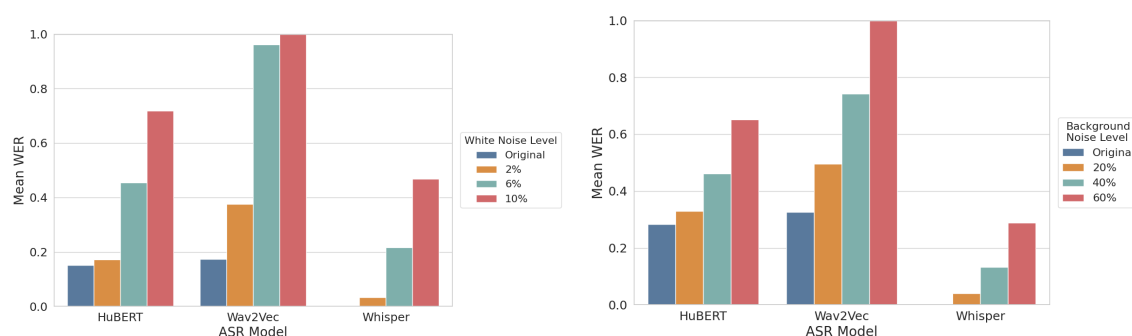 1.0
0.8
0.6
0.4
0.2
0.0
Mean WER
HuBERT
Wav2Vec
Whisper
ASR Model
White Noise Level
Original
2%
6%
10%
1.0
0.8
0.6
0.4
0.2
0.0
Mean WER
HuBERT
Wav2Vec
Whisper
ASR Model
Background
Noise Level
Origina
20%
40%
60%